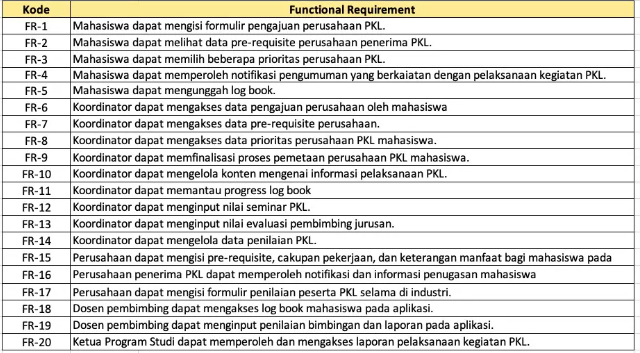 Kode Functional Requirement
FR-1 Mahasiswa dapat mengisi formulir pengajuan perusahaan PKL.
FR-2 Mahasiswa dapat melihat data pre-requisite perusahaan penerima PKL.
FR-3 Mahasiswa dapat memilih beberapa prioritas perusahaan PKL.
FR-4 Mahasiswa dapat memperoleh notifikasi pengumuman yang berkaitan dengan pelaksanaan kegiatan PKL.
FR-5 Mahasiswa dapat mengunggah log book.
FR-6 Koordinator dapat mengakses data pengajuan perusahaan oleh mahasiswa
FR-7 Koordinator dapat mengakses data pre-requisite perusahaan.
FR-8 Koordinator dapat mengakses data prioritas perusahaan PKL mahasiswa.
FR-9 Koordinator dapat memfinalisasi proses pemetaan perusahaan PKL mahasiswa.
FR-10 Koordinator dapat mengelola konten mengenai informasi pelaksanaan PKL.
FR-11 Koordinator dapat memantau progress log book
FR-12 Koordinator dapat menginput nilai seminar PKL.
FR-13 Koordinator dapat menginput nilai evaluasi pembimbing jurusan.
FR-14 Koordinator dapat mengelola data penilaian PKL.
FR-15 Perusahaan dapat mengisi pre-requisite, cakupan pekerjaan, dan keterangan manfaat bagi mahasiswa pada
FR-16 Perusahaan penerima PKL dapat memperoleh notifikasi dan informasi penugasan mahasiswa
FR-17 Perusahaan dapat mengisi formulir penilaian peserta PKL selama di industri.
FR-18 Dosen pembimbing dapat mengakses log book mahasiswa pada aplikasi.
FR-19 Dosen pembimbing dapat menginput penilaian bimbingan dan laporan pada aplikasi.
FR-20 Ketua Program Studi dapat memperoleh dan mengakses laporan pelaksanaan kegiatan PKL.